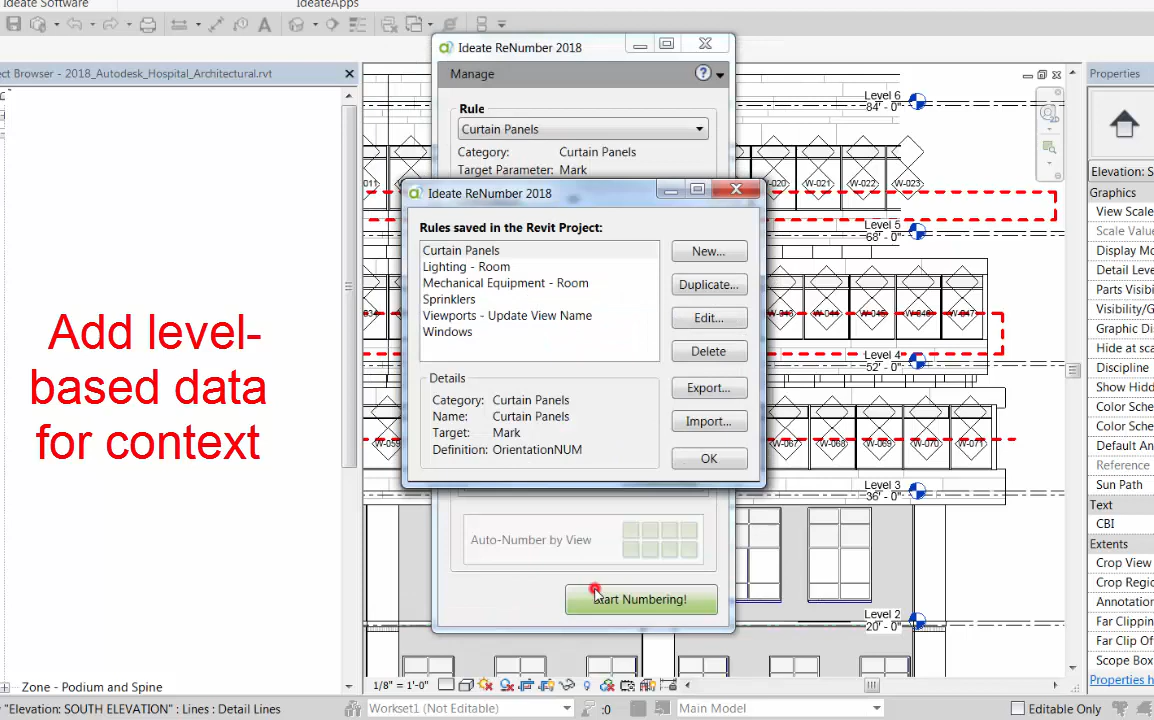 Ideate Software
IdeateApps
ect Browser - 2018_Autodesk_Hospital_Architectural.rvt
Ideate ReNumber 2018
Manage
Rule
Curtain Panels
Category: Curtain Panels
Target Parameter: Mark
Ideate ReNumber 2018
Rules saved in the Revit Project:
Curtain Panels
Lighting - Room
Mechanical Equipment - Room
Sprinklers
Viewports - Update View Name
Windows
New...
Duplicate...
Edit...
Delete
Export...
Import...
OK
Details
Category: Curtain Panels
Name: Curtain Panels
Target: Mark
Definition: OrientationNUM
Auto-Number by View
Start Numbering!
Add level-
based data
for context
Level 6
84' - 0"
011
-020
W-021
W-022
W-023
Level 5
68' - 0"
W-044
W-047
Level 4
52' - 0"
W-059
W-067
W-068
W-069
W-070
W-071
Level 3
36' - 0"
Level 2
20' - 0"
Properties
Elevation: S
Graphics
View Scale
Scale Valu
Display Mo
Detail Leve
Parts Visibi
Visibility/G
Graphic Dis
Hide at sca
Discipline
Show Hidd
Color Sche
Color Sche
Default An
Reference
Sun Path
Text
CBI
Extents
Crop View
Crop Regio
Annotation
Far Clippin
Far Clip Of
Scope Box
Properties h
Zone - Podium and Spine
1/8" = 1'-0"
"Elevation: SOUTH ELEVATION" : Lines : Detail Lines
Workset1 (Not Editable)
:0
Main Model
Editable Only